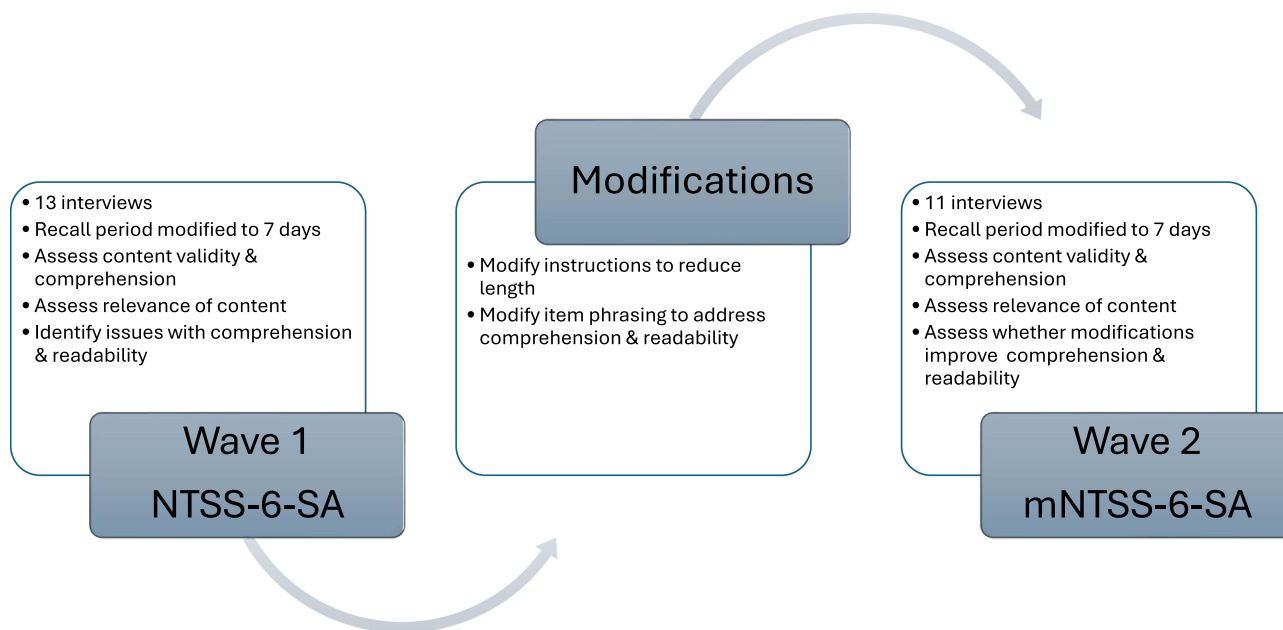 • 13 interviews
• Recall period modified to 7 days
• Assess content validity &
comprehension
• Assess relevance of content
• Identify issues with comprehension
& readability
Wave 1
NTSS-6-SA
Modifications
• Modify instructions to reduce
length
• Modify item phrasing to address
comprehension & readability
• 11 interviews
• Recall period modified to 7 days
• Assess content validity &
comprehension
• Assess relevance of content
• Assess whether modifications
improve comprehension &
readability
Wave 2
mNTSS-6-SA